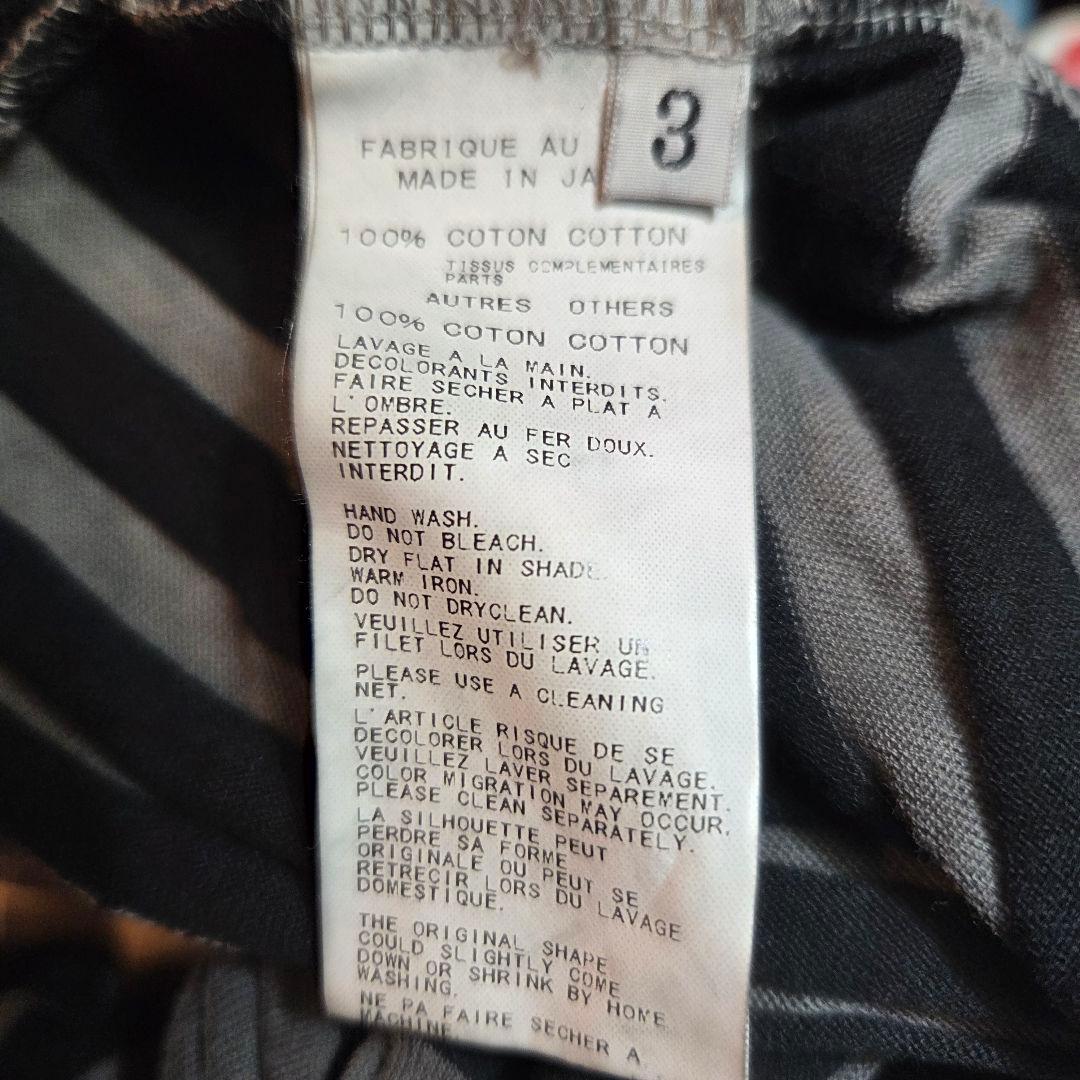 3
FABRIQUE AU
MADE IN JA
100% COTON COTTON
TISSUS COMPLEMENTAIRES
PARTS
AUTRES OTHERS
100% COTON COTTON
LAVAGE A LA MAIN.
DECOLORANTS INTERDITS.
FAIRE SECHER A PLAT A
L'OMBRE.
REPASSER AU FER DOUX.
NETTOYAGE A SEC
INTERDIT.
HAND WASH.
DO NOT BLEACH.
DRY FLAT IN SHADE.
WARM IRON.
DO NOT DRYCLEAN.
VEUILLEZ UTILISER UN
FILET LORS DU LAVAGE.
PLEASE USE A CLEANING
NET.
L'ARTICLE RISQUE DE SE
DECOLORER LORS DU LAVAGE.
VEUILLEZ LAVER SEPAREMENT.
COLOR MIGRATION MAY OCCUR.
PLEASE CLEAN SEPARATELY.
LA SILHOUETTE PEUT
PERDRE SA FORME
ORIGINALE OU PEUT SE
RETRECIR LORS DU LAVAGE
DOMESTIQUE.
THE ORIGINAL SHAPE
COULD SLIGHTLY COME
DOWN OR SHRINK BY HOME
WASHING.
NE PA FAIRE SECHER A
MACHINE